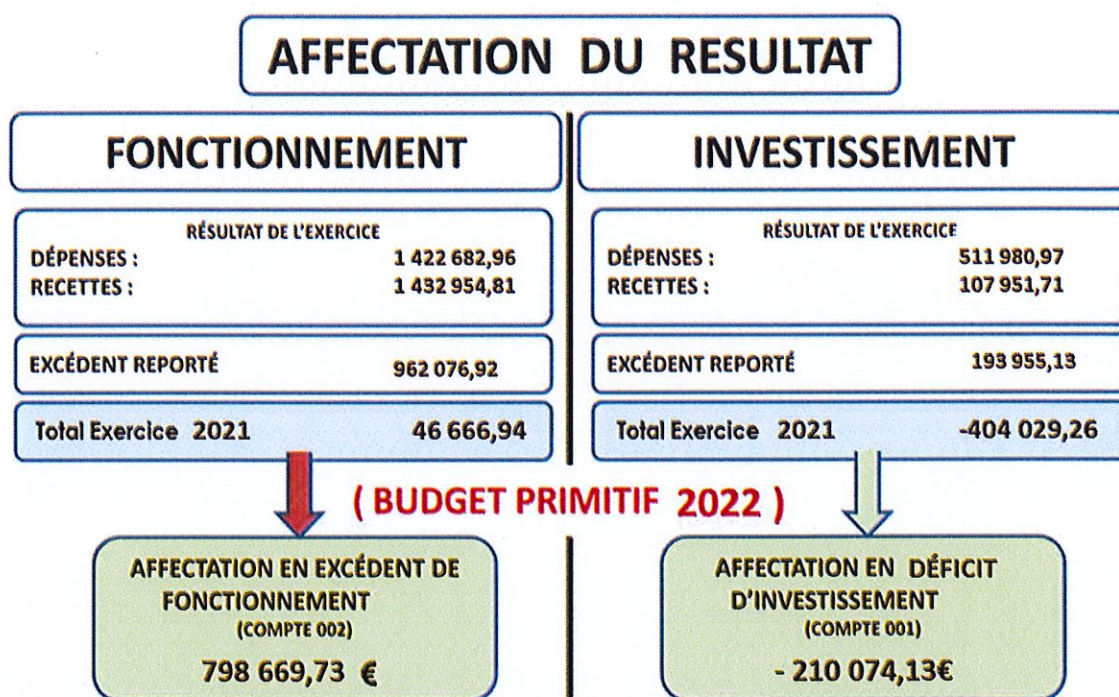 AFFECTATION DU RESULTAT
FONCTIONNEMENT
RÉSULTAT DE L'EXERCICE
DÉPENSES : 1 422 682,96
RECETTES : 1 432 954,81
EXCÉDENT REPORTÉ 962 076,92
Total Exercice 2021 46 666,94
INVESTISSEMENT
RÉSULTAT DE L'EXERCICE
DÉPENSES : 511 980,97
RECETTES : 107 951,71
EXCÉDENT REPORTÉ 193 955,13
Total Exercice 2021 -404 029,26
( BUDGET PRIMITIF 2022 )
AFFECTATION EN EXCÉDENT DE
FONCTIONNEMENT
(COMPTE 002)
798 669,73 €
AFFECTATION EN DÉFICIT
D'INVESTISSEMENT
(COMPTE 001)
- 210 074,13€